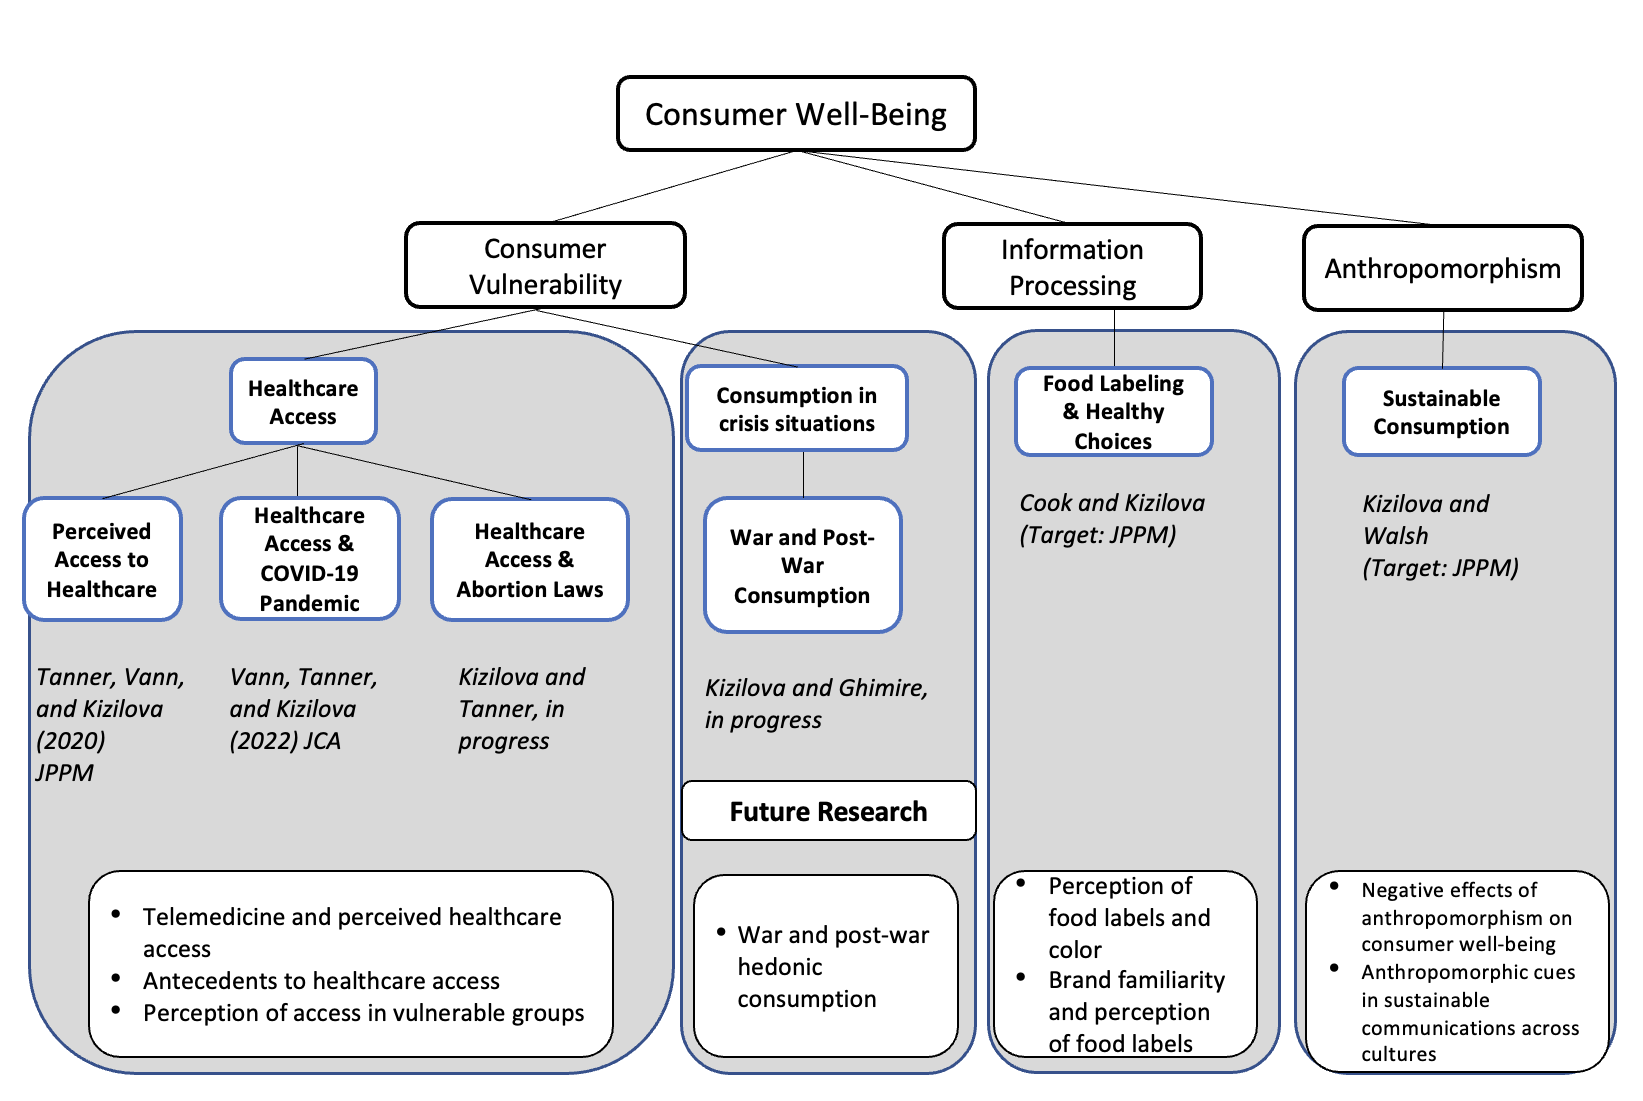 Consumer Well-Being
Consumer
Vulnerability
Information
Processing
Anthropomorphism
Healthcare
Access
Consumption in
crisis situations
Food Labeling
& Healthy
Choices
Sustainable
Consumption
Perceived
Access to
Healthcare
Healthcare
Access &
COVID-19
Pandemic
Healthcare
Access &
Abortion Laws
War and Post-
War
Consumption
Cook and Kizilova
(Target: JPPM)
Kizilova and
Walsh
(Target: JPPM)
Tanner, Vann,
and Kizilova
(2020)
JPPM
Vann, Tanner,
and Kizilova
(2022) JCA
Kizilova and
Tanner, in
progress
Kizilova and Ghimire,
in progress
Future Research
• Telemedicine and perceived healthcare
access
• Antecedents to healthcare access
• Perception of access in vulnerable groups
• War and post-war
hedonic
consumption
• Perception of
food labels and
color
• Brand familiarity
and perception
of food labels
• Negative effects of
anthropomorphism on
consumer well-being
• Anthropomorphic cues
in sustainable
communications across
cultures